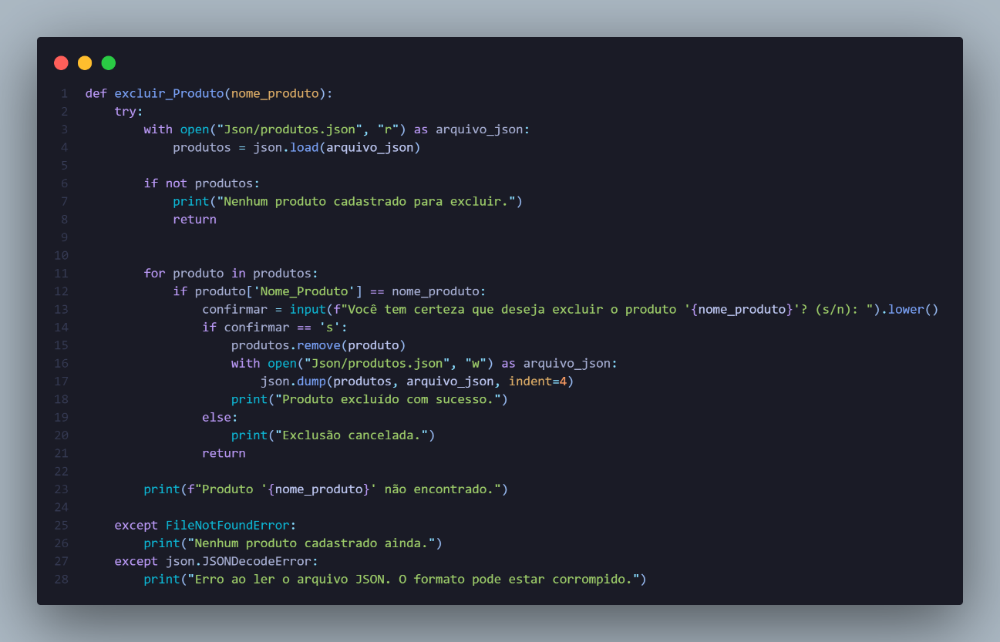 1 def excluir_Produto(nome_produto):
2     try:
3         with open("Json/produtos.json", "r") as arquivo_json:
4             produtos = json.load(arquivo_json)
5
6         if not produtos:
7             print("Nenhum produto cadastrado para excluir.")
8             return
9
10
11         for produto in produtos:
12             if produto['Nome_Produto'] == nome_produto:
13                 confirmar = input(f"Você tem certeza que deseja excluir o produto '{nome_produto}'? (s/n): ").lower()
14                 if confirmar == 's':
15                     produtos.remove(produto)
16                     with open("Json/produtos.json", "w") as arquivo_json:
17                         json.dump(produtos, arquivo_json, indent=4)
18                     print("Produto excluído com sucesso.")
19                 else:
20                     print("Exclusão cancelada.")
21                 return
22
23         print(f"Produto '{nome_produto}' não encontrado.")
24
25     except FileNotFoundError:
26         print("Nenhum produto cadastrado ainda.")
27     except json.JSONDecodeError:
28         print("Erro ao ler o arquivo JSON. O formato pode estar corrompido.")